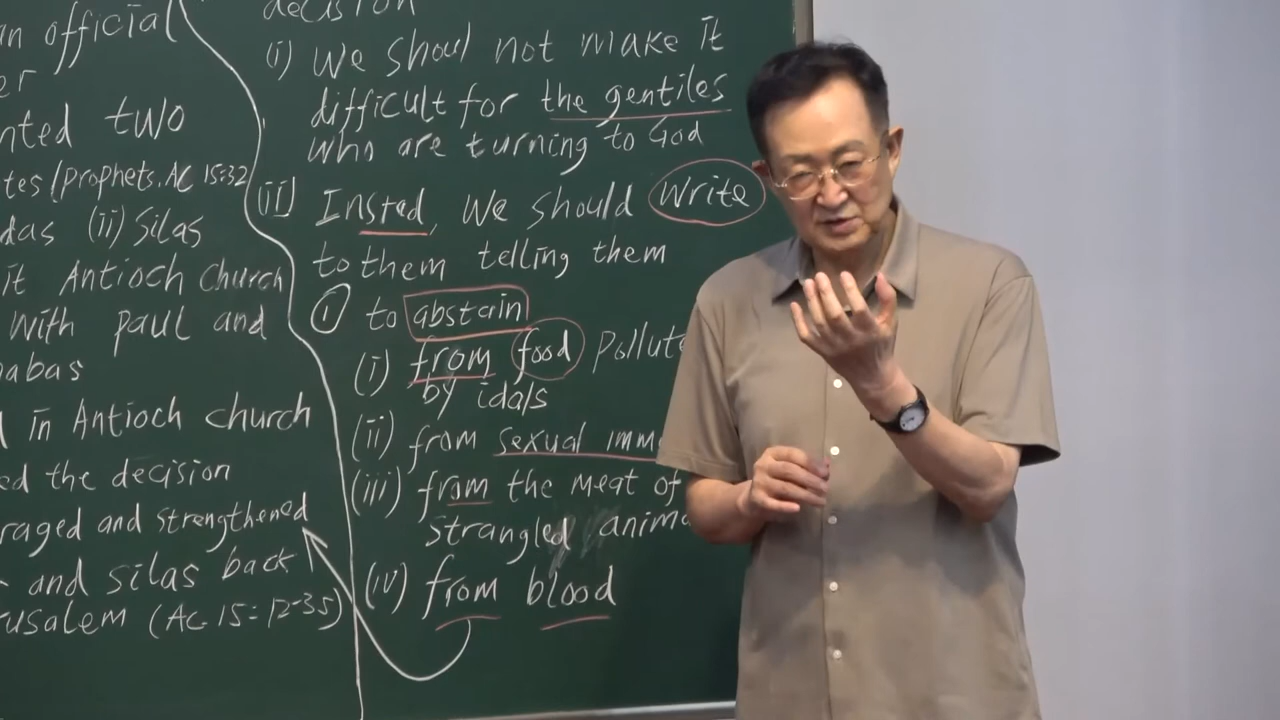 an official
er
nted two
tes/prophets. AC 15:32
das (ii) Silas
it Antioch Church
with paul and
nabas
d in Antioch church
ed the decision
raged and strengthened
and silas back
rusalem (AC. 15:12-35)
decision
(i) We shoul not make it
difficult for the gentiles
who are turning to God
(ii) Insted, we should write
to them telling them
① to abstain
(i) from food pollute
by idals
(ii) from sexual imm
(iii) from the meat of
strangled anima
(iv) from blood